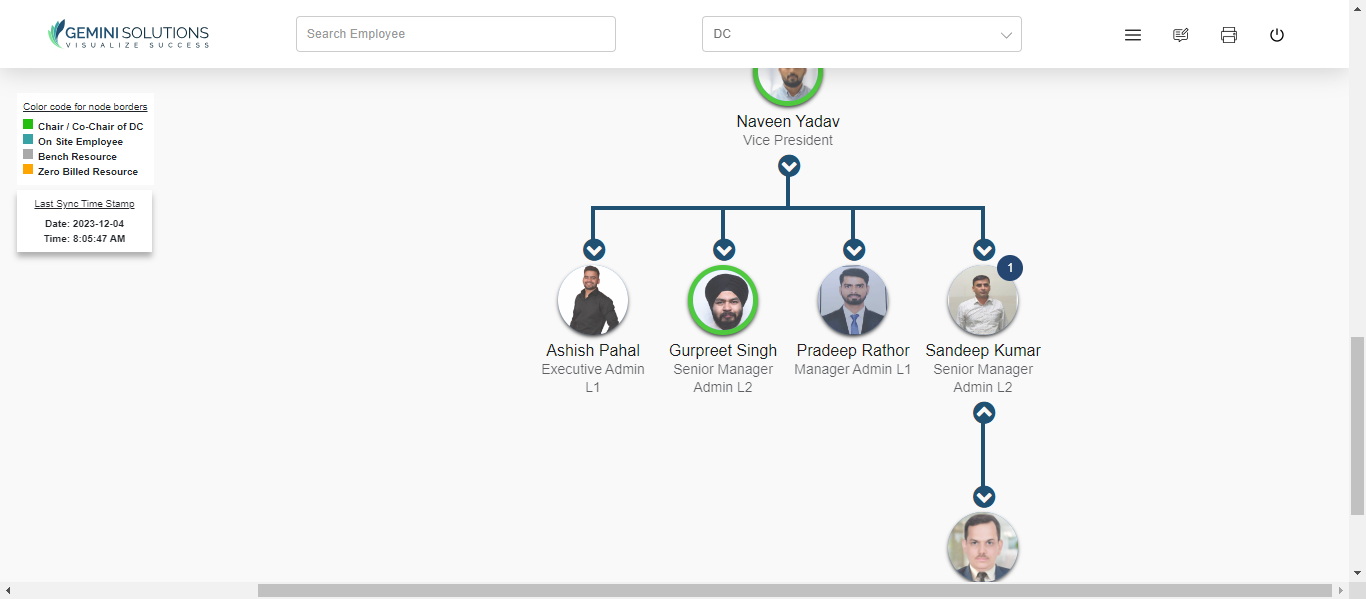 GEMINI SOLUTIONS
VISUALIZE SUCCESS
Search Employee
DC
Color code for node borders
Chair / Co-Chair of DC
On Site Employee
Bench Resource
Zero Billed Resource
Last Sync Time Stamp
Date: 2023-12-04
Time: 8:05:47 AM
Naveen Yadav
Vice President
1
Ashish Pahal
Executive Admin
L1
Gurpreet Singh
Senior Manager
Admin L2
Pradeep Rathor
Manager Admin L1
Sandeep Kumar
Senior Manager
Admin L2